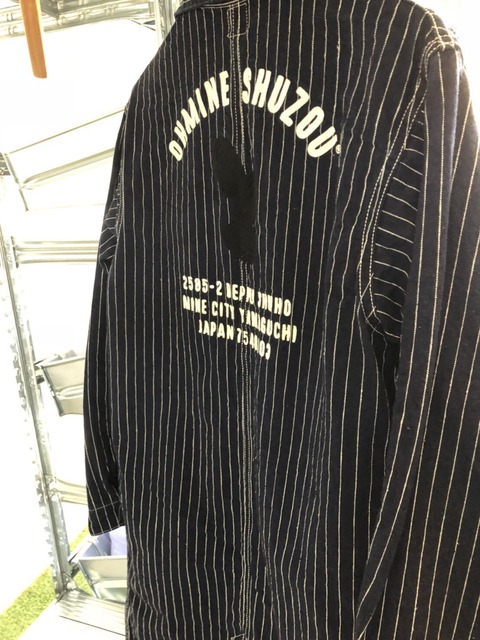 OHMINE SHUZOU®
2585-2
MINE CITY YAMAGUCHI
JAPAN